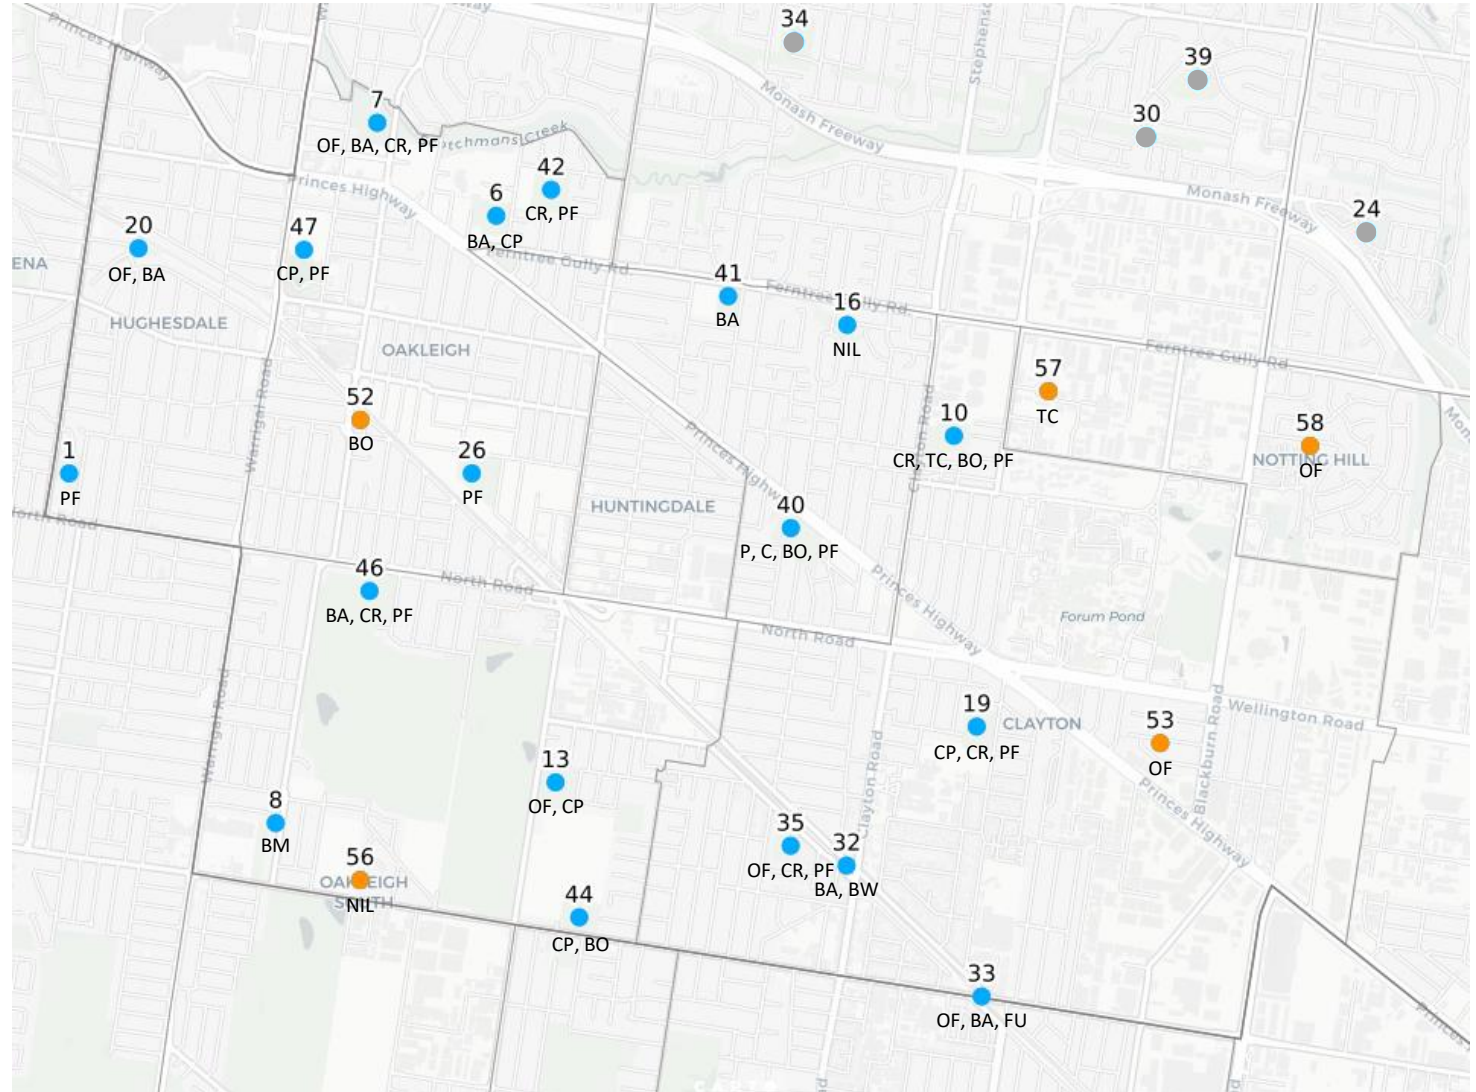 Princes Highway
34
39
Stephens
7
OF, BA, CR, PF
tchmans Creek
Monash Freeway
30
42
CR, PF
6
BA, CP
Princes Highway
Monash Freeway
24
20
OF, BA
47
CP, PF
ENA
Ferntree Gully Rd
41
BA
Ferntree Gully Rd
16
NIL
HUGHESDALE
OAKLEIGH
Ferntree Gully Rd
57
TC
52
BO
Warrigal Road
Clayton Road
10
CR, TC, BO, PF
58
NOTTING HILL
OF
1
PF
26
PF
Princes Highway
North Road
HUNTINGDALE
40
P, C, BO, PF
46
BA, CR, PF
North Road
Princes Highway
North Road
Forum Pond
Warrigal Road
19
CP, CR, PF
CLAYTON
53
OF
Wellington Road
Blackburn Road
Clayton Road
13
OF, CP
Princes Highway
8
BM
35
OF, CR, PF
32
BA, BW
56
OAKLEIGH
SOUTH
NIL
44
CP, BO
33
OF, BA, FU
Princes